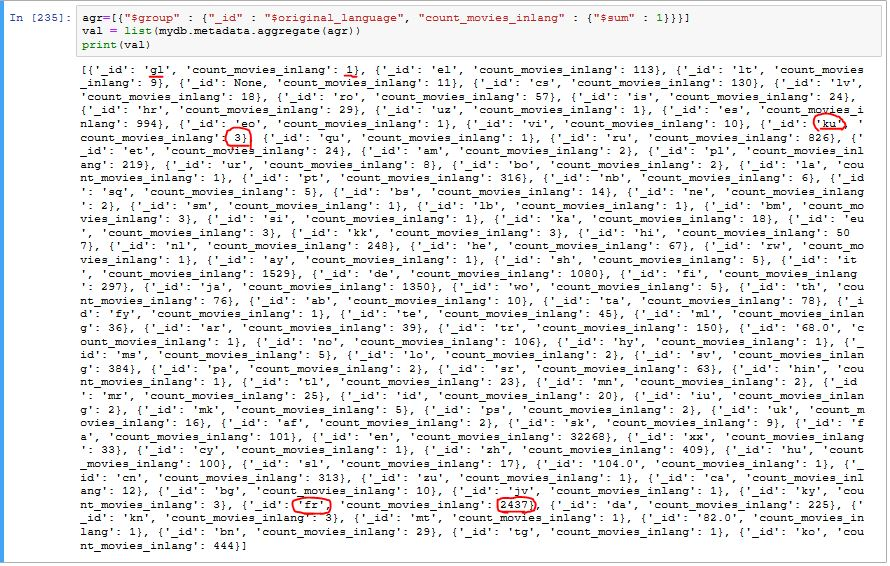 In [235]: agr=[{"$group" : {"_id" : "$original_language", "count_movies_inlang" : {"$sum" : 1}}}]
val = list(mydb.metadata.aggregate(agr))
print(val)
[{'_id': 'gl', 'count_movies_inlang': 1}, {'_id': 'el', 'count_movies_inlang': 113}, {'_id': 'lt', 'count_movies
_inlang': 9}, {'_id': None, 'count_movies_inlang': 11}, {'_id': 'cs', 'count_movies_inlang': 130}, {'_id': 'lv',
'count_movies_inlang': 18}, {'_id': 'ro', 'count_movies_inlang': 57}, {'_id': 'is', 'count_movies_inlang': 24},
{'_id': 'hr', 'count_movies_inlang': 29}, {'_id': 'uz', 'count_movies_inlang': 1}, {'_id': 'es', 'count_movies_i
nlang': 994}, {'_id': 'eo', 'count_movies_inlang': 1}, {'_id': 'vi', 'count_movies_inlang': 10}, {'_id': 'ku', '
count_movies_inlang': 3}, {'_id': 'qu', 'count_movies_inlang': 1}, {'_id': 'ru', 'count_movies_inlang': 826}, {
'_id': 'et', 'count_movies_inlang': 24}, {'_id': 'am', 'count_movies_inlang': 2}, {'_id': 'pl', 'count_movies_inl
ang': 219}, {'_id': 'ur', 'count_movies_inlang': 8}, {'_id': 'bo', 'count_movies_inlang': 2}, {'_id': 'la', 'cou
nt_movies_inlang': 1}, {'_id': 'pt', 'count_movies_inlang': 316}, {'_id': 'nb', 'count_movies_inlang': 6}, {'_id
': 'sq', 'count_movies_inlang': 5}, {'_id': 'bs', 'count_movies_inlang': 14}, {'_id': 'ne', 'count_movies_inlang
': 2}, {'_id': 'sm', 'count_movies_inlang': 1}, {'_id': 'lb', 'count_movies_inlang': 1}, {'_id': 'bm', 'count_mo
vies_inlang': 3}, {'_id': 'si', 'count_movies_inlang': 1}, {'_id': 'ka', 'count_movies_inlang': 18}, {'_id': 'eu
', 'count_movies_inlang': 3}, {'_id': 'kk', 'count_movies_inlang': 3}, {'_id': 'hi', 'count_movies_inlang': 50
7}, {'_id': 'nl', 'count_movies_inlang': 248}, {'_id': 'he', 'count_movies_inlang': 67}, {'_id': 'rw', 'count_mo
vies_inlang': 1}, {'_id': 'ay', 'count_movies_inlang': 1}, {'_id': 'sh', 'count_movies_inlang': 5}, {'_id': 'it
', 'count_movies_inlang': 1529}, {'_id': 'de', 'count_movies_inlang': 1080}, {'_id': 'fi', 'count_movies_inlang'
: 297}, {'_id': 'ja', 'count_movies_inlang': 1350}, {'_id': 'wo', 'count_movies_inlang': 5}, {'_id': 'th', 'cou
nt_movies_inlang': 76}, {'_id': 'ab', 'count_movies_inlang': 10}, {'_id': 'ta', 'count_movies_inlang': 78}, {'_i
d': 'fy', 'count_movies_inlang': 1}, {'_id': 'te', 'count_movies_inlang': 45}, {'_id': 'ml', 'count_movies_inlan
g': 36}, {'_id': 'ar', 'count_movies_inlang': 39}, {'_id': 'tr', 'count_movies_inlang': 150}, {'_id': '68.0', 'c
ount_movies_inlang': 1}, {'_id': 'no', 'count_movies_inlang': 106}, {'_id': 'hy', 'count_movies_inlang': 1}, {'_
id': 'ms', 'count_movies_inlang': 5}, {'_id': 'lo', 'count_movies_inlang': 2}, {'_id': 'sv', 'count_movies_inlan
g': 384}, {'_id': 'pa', 'count_movies_inlang': 2}, {'_id': 'sr', 'count_movies_inlang': 63}, {'_id': 'hin', 'cou
nt_movies_inlang': 1}, {'_id': 'tl', 'count_movies_inlang': 23}, {'_id': 'mn', 'count_movies_inlang': 2}, {'_id
': 'mr', 'count_movies_inlang': 25}, {'_id': 'id', 'count_movies_inlang': 20}, {'_id': 'iu', 'count_movies_inlan
g': 2}, {'_id': 'mk', 'count_movies_inlang': 5}, {'_id': 'ps', 'count_movies_inlang': 2}, {'_id': 'uk', 'count_m
ovies_inlang': 16}, {'_id': 'af', 'count_movies_inlang': 2}, {'_id': 'sk', 'count_movies_inlang': 9}, {'_id': 'f
a', 'count_movies_inlang': 101}, {'_id': 'en', 'count_movies_inlang': 32268}, {'_id': 'xx', 'count_movies_inlang
': 33}, {'_id': 'cy', 'count_movies_inlang': 1}, {'_id': 'zh', 'count_movies_inlang': 409}, {'_id': 'hu', 'count
_movies_inlang': 100}, {'_id': 'sl', 'count_movies_inlang': 17}, {'_id': '104.0', 'count_movies_inlang': 1}, {'_
id': 'cn', 'count_movies_inlang': 313}, {'_id': 'zu', 'count_movies_inlang': 1}, {'_id': 'ca', 'count_movies_inlang':
12}, {'_id': 'bg', 'count_movies_inlang': 10}, {'_id': 'jv', 'count_movies_inlang': 1}, {'_id': 'ky', 'cou
nt_movies_inlang': 3}, {'_id': 'fr', 'count_movies_inlang': 2437}, {'_id': 'da', 'count_movies_inlang': 225}, {'
_id': 'kn', 'count_movies_inlang': 3}, {'_id': 'mt', 'count_movies_inlang': 1}, {'_id': '82.0', 'count_movies_in
lang': 1}, {'_id': 'bn', 'count_movies_inlang': 29}, {'_id': 'tg', 'count_movies_inlang': 1}, {'_id': 'ko', 'cou
nt_movies_inlang': 444}]